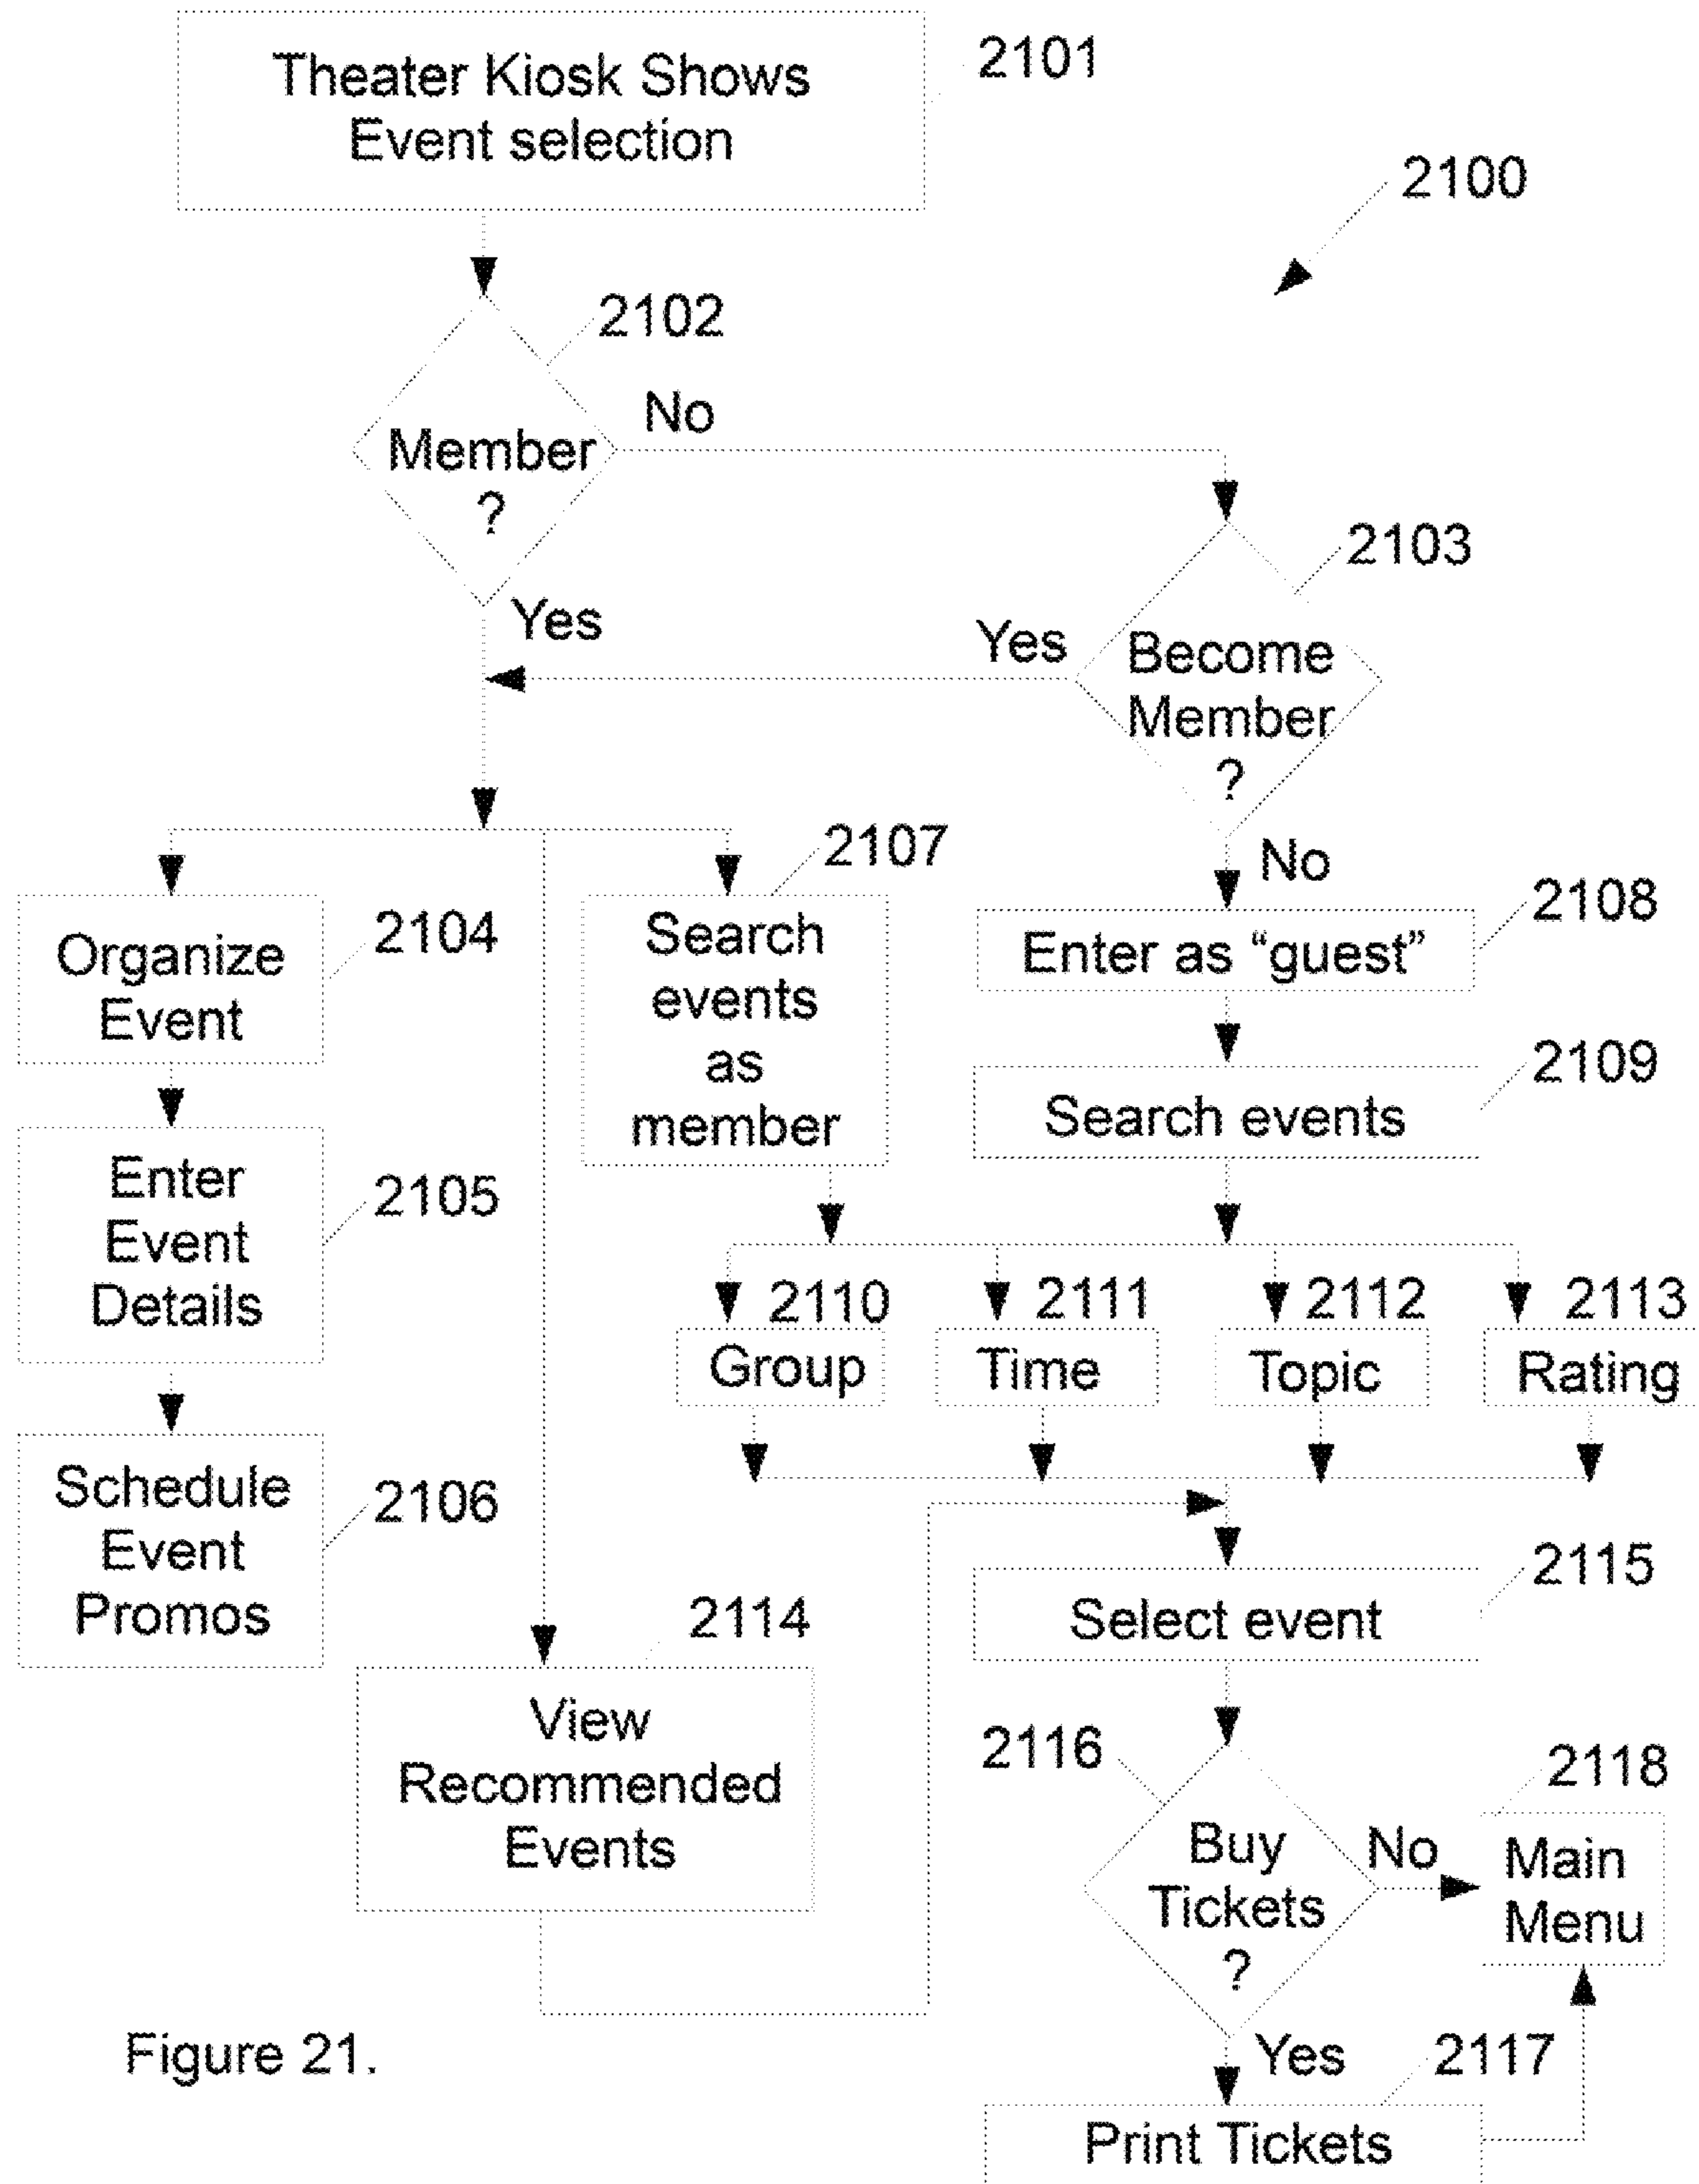 Theater Kiosk Shows
Event selection
2101
2100
2102
Member
?
No
2103
Become
Member
?
Yes
Yes
No
2104
Organize
Event
2107
Search
events
as
member
2108
Enter as “guest”
2109
Search events
2105
Enter
Event
Details
2110
Group
2111
Time
2112
Topic
2113
Rating
2106
Schedule
Event
Promos
2114
View
Recommended
Events
2115
Select event
2116
Buy
Tickets
?
No
2118
Main
Menu
Yes
2117
Print Tickets
Figure 21.